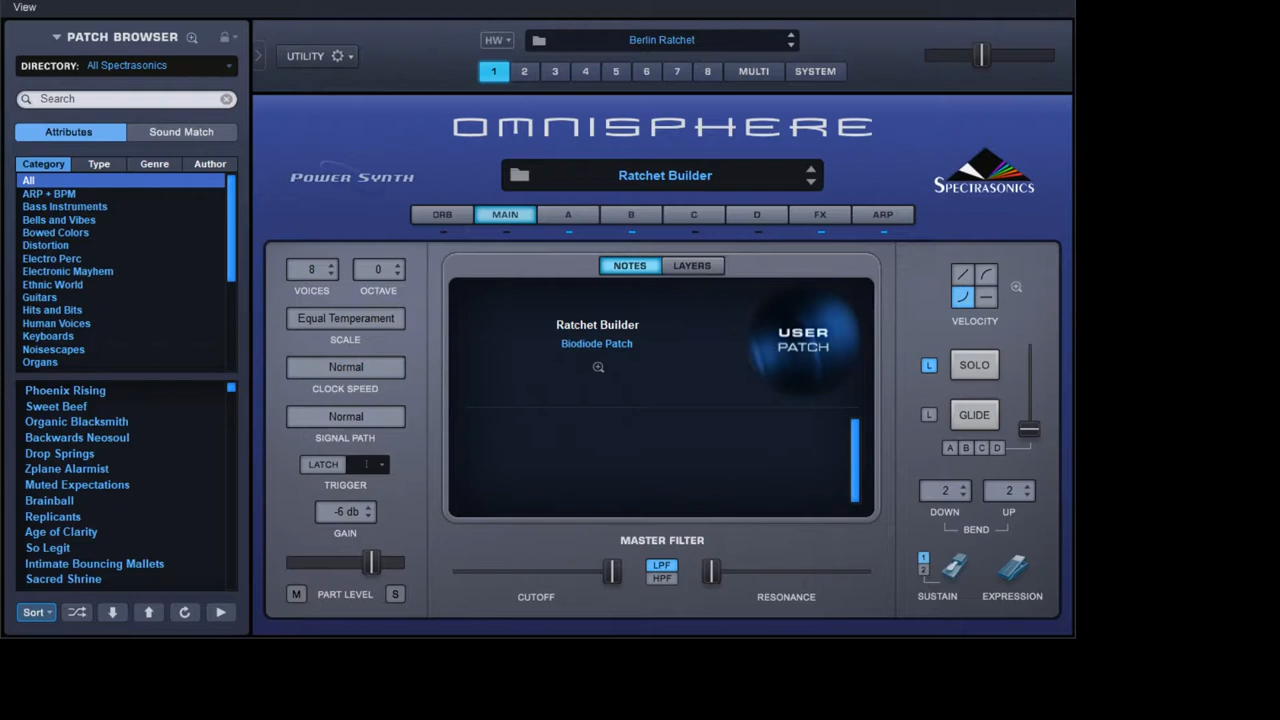 View
PATCH BROWSER
DIRECTORY: All Spectrasonics
Search
Attributes Sound Match
Category Type Genre Author
All
ARP + BPM
Bass Instruments
Bells and Vibes
Bowed Colors
Distortion
Electro Perc
Electronic Mayhem
Ethnic World
Guitars
Hits and Bits
Human Voices
Keyboards
Noisescapes
Organs
Phoenix Rising
Sweet Beef
Organic Blacksmith
Backwards Neosoul
Drop Springs
Zplane Alarmist
Muted Expectations
Brainball
Replicants
Age of Clarity
So Legit
Intimate Bouncing Mallets
Sacred Shrine
Sort
UTILITY
HW
Berlin Ratchet
1 2 3 4 5 6 7 8 MULTI SYSTEM
OMNISPHERE
POWER SYNTH
Ratchet Builder
SPECTRASONICS
ORB MAIN A B C D FX ARP
8 0
VOICES OCTAVE
Equal Temperament
SCALE
Normal
CLOCK SPEED
Normal
SIGNAL PATH
LATCH
TRIGGER
-6 db
GAIN
M PART LEVEL S
NOTES LAYERS
Ratchet Builder
Biodiode Patch
USER
PATCH
MASTER FILTER
LPF
HPF
CUTOFF RESONANCE
VELOCITY
L SOLO
L GLIDE
A B C D
2 2
DOWN UP
BEND
1
2
SUSTAIN EXPRESSION